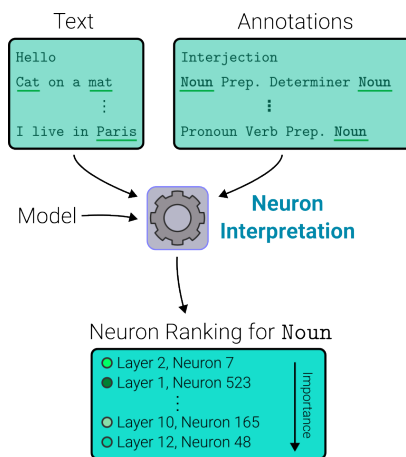 Text
Hello
Cat on a mat
⋮
I live in Paris
Annotations
Interjection
Noun Prep. Determiner Noun
⋮
Pronoun Verb Prep. Noun
Model
Neuron
Interpretation
Neuron Ranking for Noun
Layer 2, Neuron 7
Layer 1, Neuron 523
⋮
Layer 10, Neuron 165
Layer 12, Neuron 48
Importance